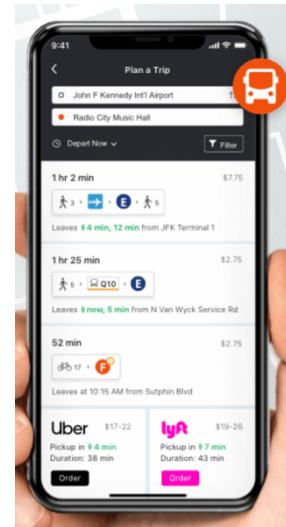 9:41
Plan a Trip
John F Kennedy Int'l Airport
Radio City Music Hall
Depart Now
Filter
1 hr 2 min $7.75
3 E 5
Leaves 4 min, 12 min from JFK Terminal 1
1 hr 25 min $2.75
5 Q10 E
Leaves now, 5 min from N Van Wyck Service Rd
52 min $2.75
17 F
Leaves at 10:15 AM from Sutphin Blvd
Uber $17-22
Pickup in 4 min
Duration: 38 min
Order
lyft $19-26
Pickup in 7 min
Duration: 43 min
Order